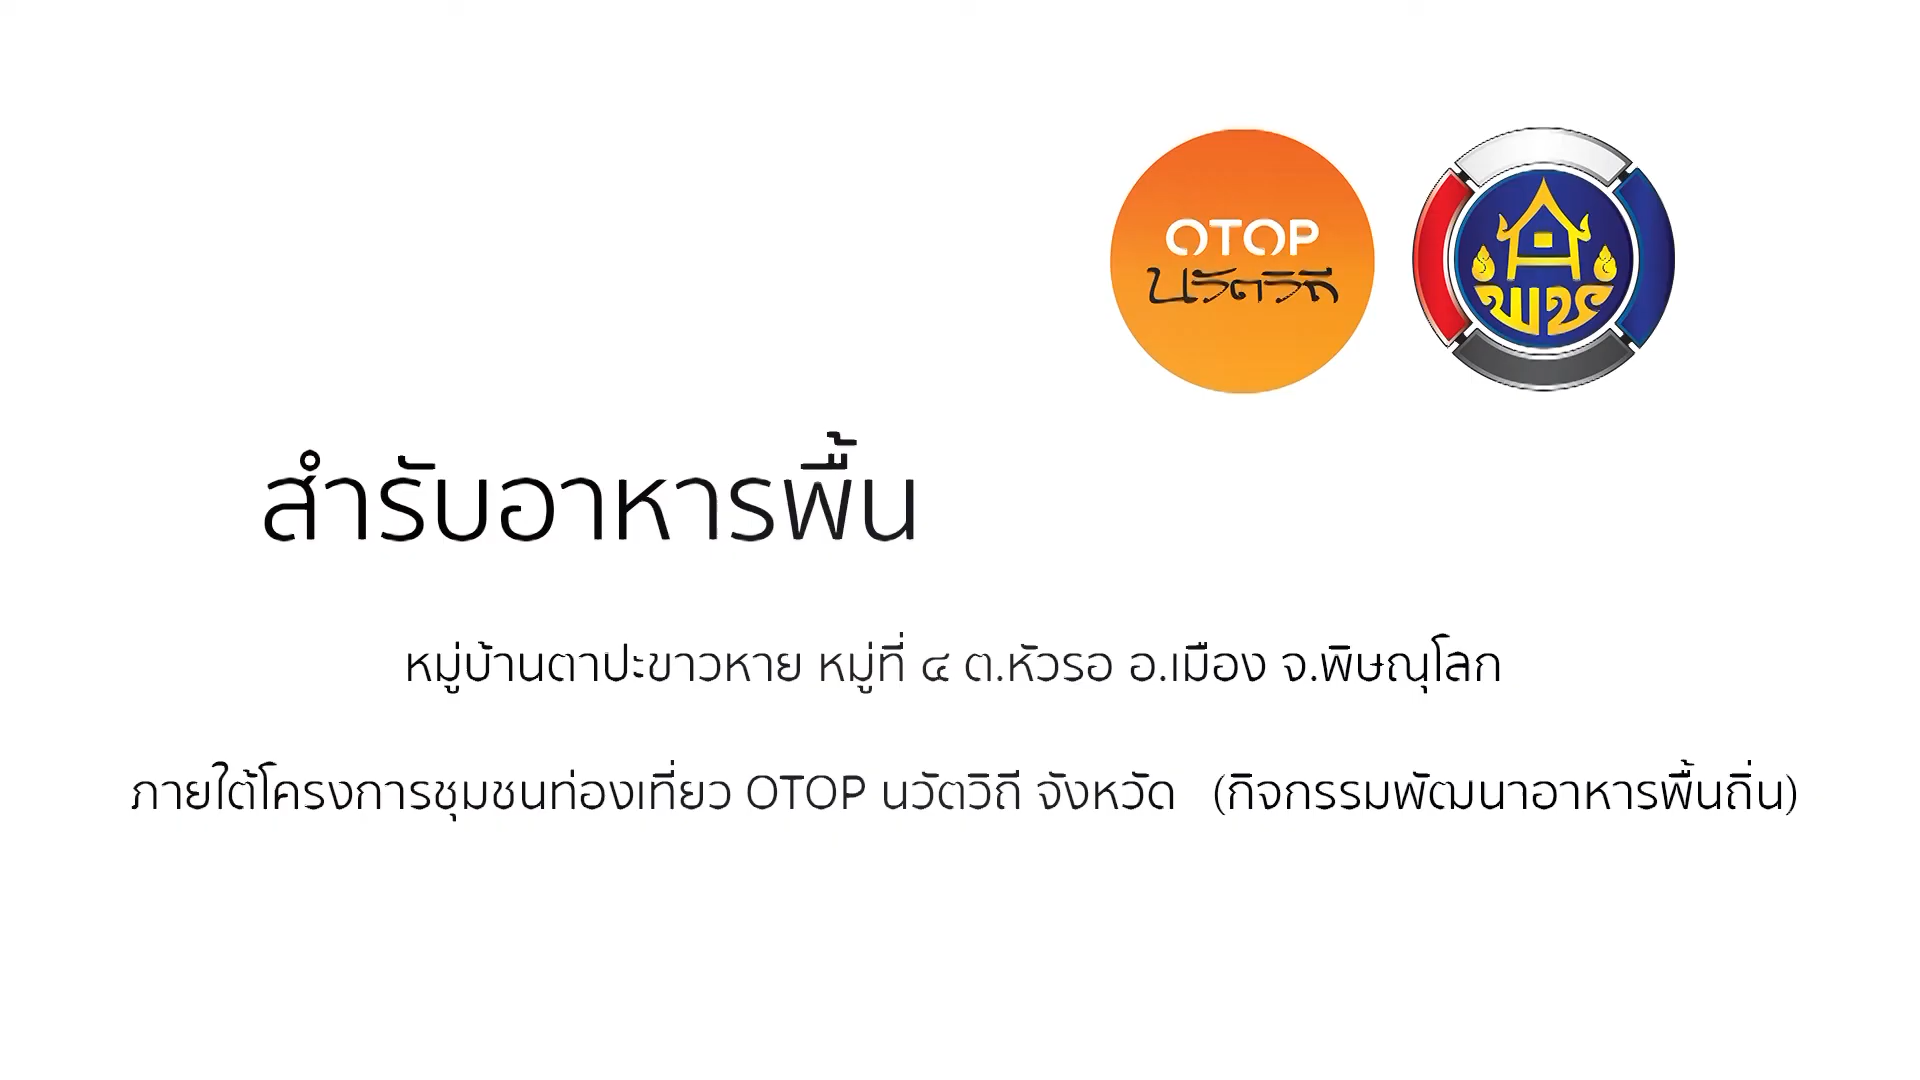 OTOP
นวัตวิถี
พช
สำรับอาหารพื้น
หมู่บ้านตาปะขาวหาย หมู่ที่ ๔ ต.หัวรอ อ.เมือง จ.พิษณุโลก
ภายใต้โครงการชุมชนท่องเที่ยว OTOP นวัตวิถี จังหวัด (กิจกรรมพัฒนาอาหารพื้นถิ่น)